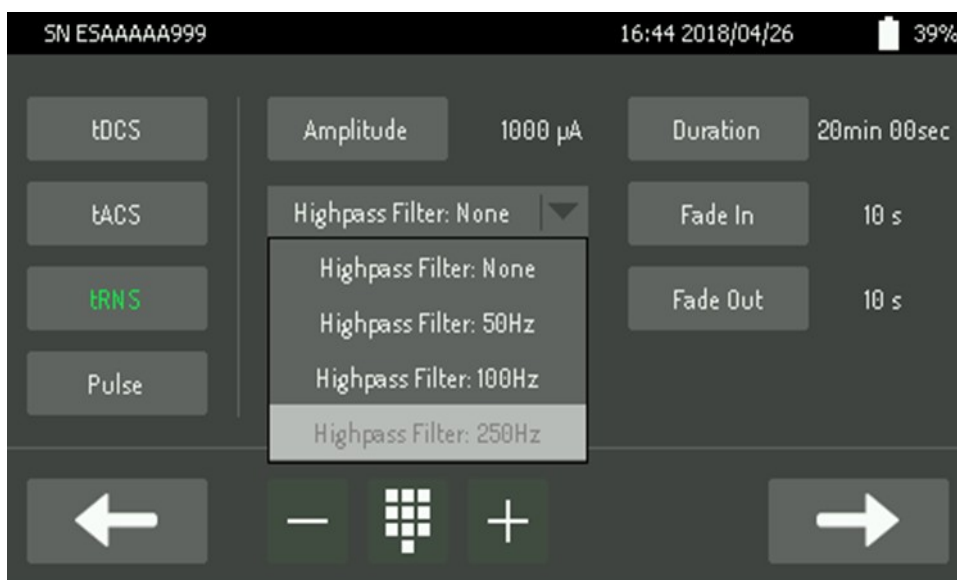 SN ESAAAAA999 16:44 2018/04/26 39%
tDCS Amplitude 1000 µA Duration 20min 00sec
tACS Highpass Filter: None Fade In 10 s
Highpass Filter: None
tRNS Highpass Filter: 50Hz Fade Out 10 s
Pulse Highpass Filter: 100Hz
Highpass Filter: 250Hz